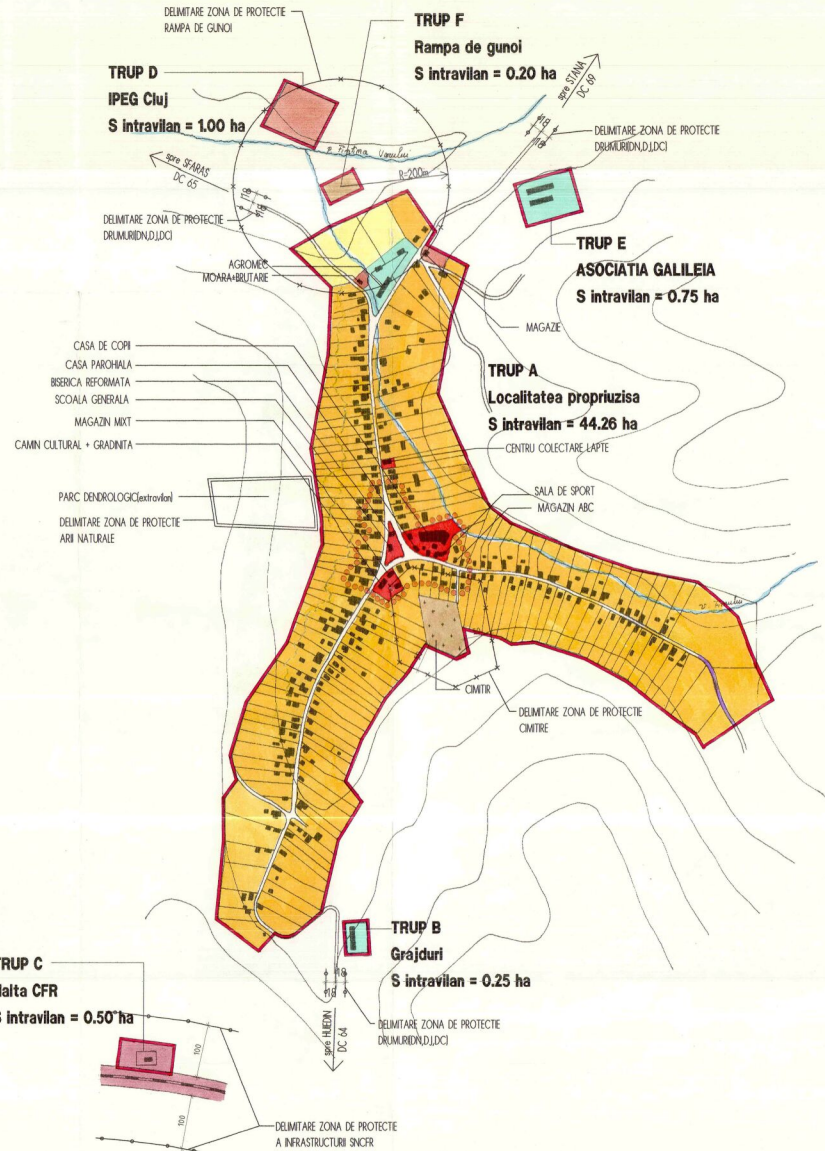 DELIMITARE ZONA DE PROTECTIE
RAMPA DE GUNOI
TRUP F
Rampa de gunoi
S intravilan = 0.20 ha
TRUP D
IPEG Cluj
S intravilan = 1.00 ha
spre STANA
DC 69
18
18
DELIMITARE ZONA DE PROTECTIE
DRUMURI(DN,DJ,DC)
spre SFARAS
DC 65
R=200m
18
18
DELIMITARE ZONA DE PROTECTIE
DRUMURI(DN,DJ,DC)
TRUP E
ASOCIATIA GALILEIA
S intravilan = 0.75 ha
AGROMEC
MOARA+BRUTARIE
MAGAZIE
CASA DE COPII
CASA PAROHIALA
BISERICA REFORMATA
SCOALA GENERALA
MAGAZIN MIXT
CAMIN CULTURAL + GRADINITA
TRUP A
Localitatea propriuzisa
S intravilan = 44.26 ha
CENTRU COLECTARE LAPTE
PARC DENDROLOGIC(extravilan)
DELIMITARE ZONA DE PROTECTIE
ARII NATURALE
SALA DE SPORT
MAGAZIN ABC
CIMITIR
DELIMITARE ZONA DE PROTECTIE
CIMITIRE
TRUP B
Grajduri
S intravilan = 0.25 ha
18
18
spre HUEDIN
DC 64
DELIMITARE ZONA DE PROTECTIE
DRUMURI(DN,DJ,DC)
TRUP C
Halta CFR
S intravilan = 0.50 ha
100
100
DELIMITARE ZONA DE PROTECTIE
A INFRASTRUCTURII SNCFR